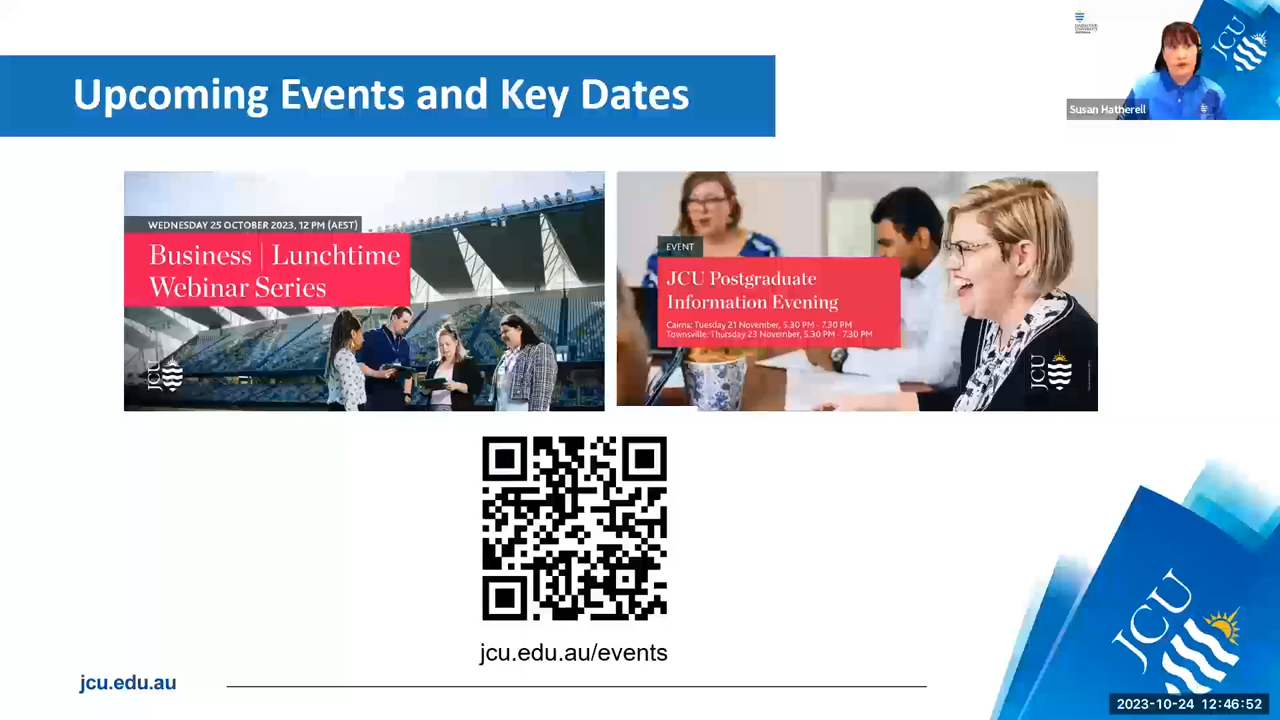 Upcoming Events and Key Dates
JCU
Susan Hatherell
WEDNESDAY 25 OCTOBER 2023, 12 PM (AEST)
Business | Lunchtime
Webinar Series
JCU
EVENT
JCU Postgraduate
Information Evening
Cairns: Tuesday 21 November, 5.30 PM - 7.30 PM
Townsville: Thursday 23 November, 5.30 PM - 7.30 PM
JCU
jcu.edu.au/events
jcu.edu.au
JCU
2023-10-24 12:46:52